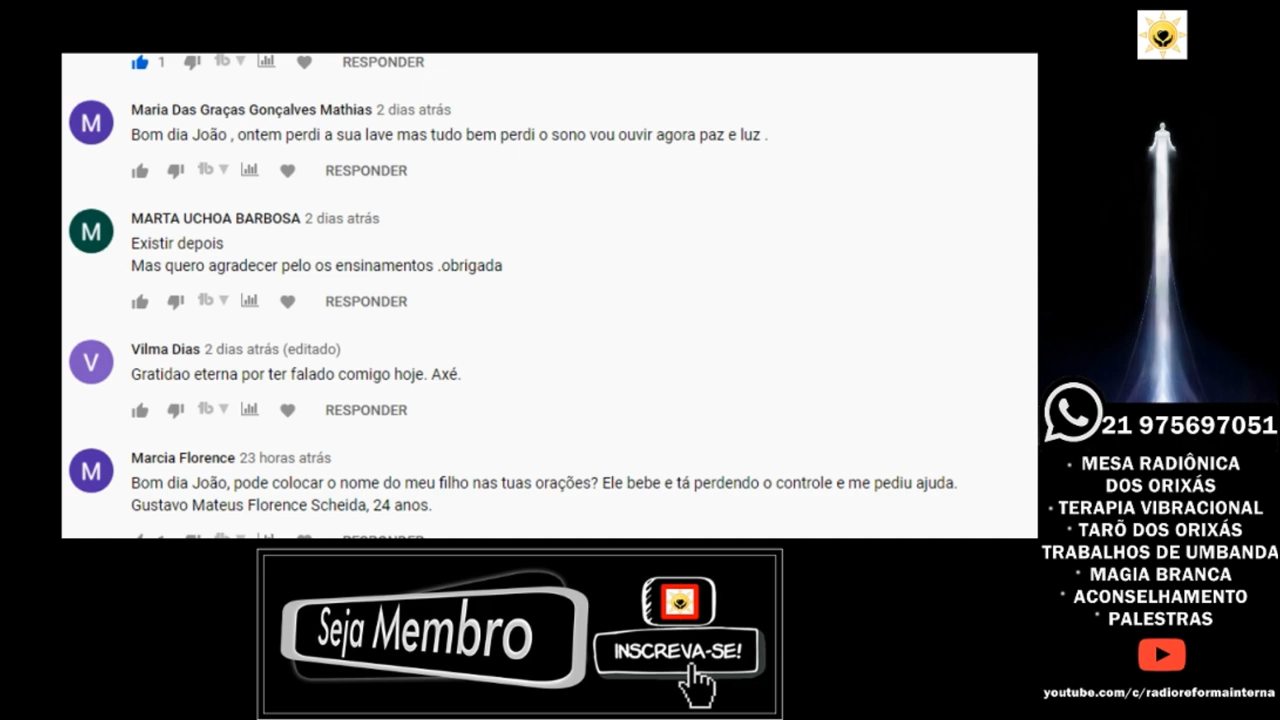 1 RESPONDER
Maria Das Graças Gonçalves Mathias 2 dias atrás
Bom dia João , ontem perdi a sua lave mas tudo bem perdi o sono vou ouvir agora paz e luz .
RESPONDER
MARTA UCHOA BARBOSA 2 dias atrás
Existir depois
Mas quero agradecer pelo os ensinamentos .obrigada
RESPONDER
Vilma Dias 2 dias atrás (editado)
Gratidao eterna por ter falado comigo hoje. Axé.
RESPONDER
Marcia Florence 23 horas atrás
Bom dia João, pode colocar o nome do meu filho nas tuas orações? Ele bebe e tá perdendo o controle e me pediu ajuda.
Gustavo Mateus Florence Scheida, 24 anos.
RESPONDER
Seja Membro
INSCREVA-SE!
21 975697051
· MESA RADIÔNICA
DOS ORIXÁS
· TERAPIA VIBRACIONAL
· TARÕ DOS ORIXÁS
TRABALHOS DE UMBANDA
· MAGIA BRANCA
· ACONSELHAMENTO
· PALESTRAS
youtube.com/c/radioreformainterna